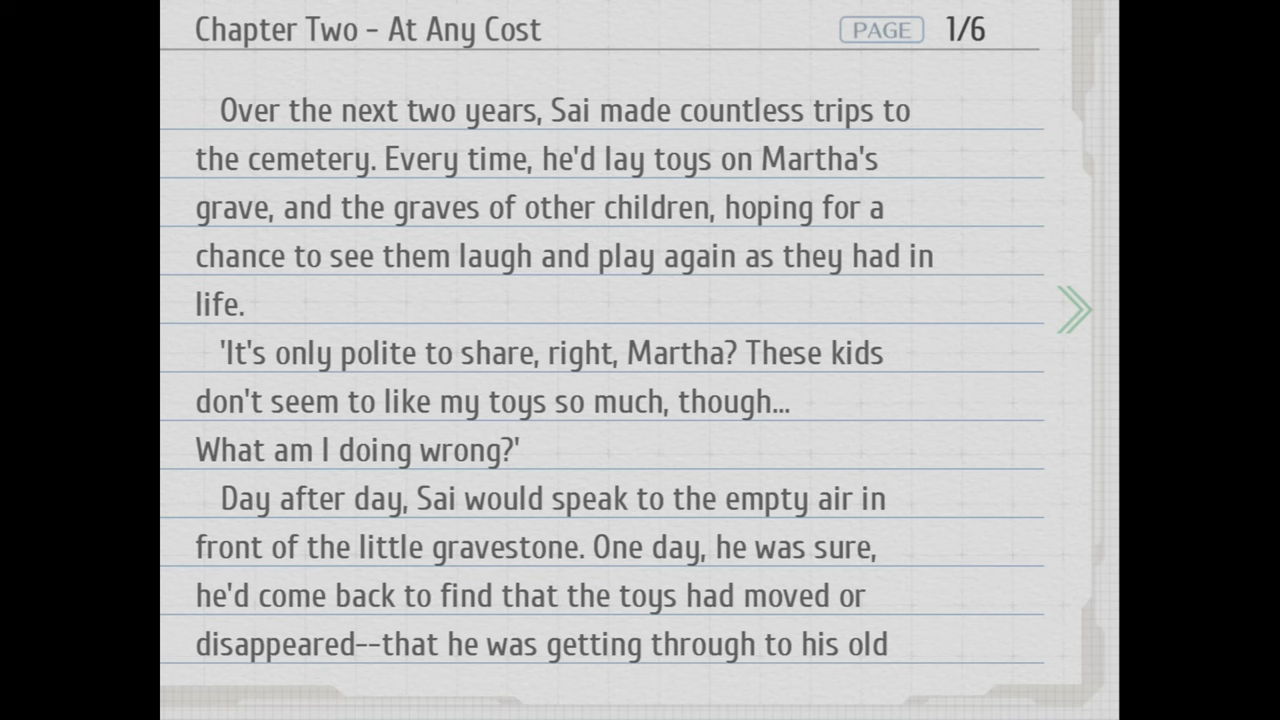 Chapter Two - At Any Cost
PAGE 1/6
Over the next two years, Sai made countless trips to
the cemetery. Every time, he'd lay toys on Martha's
grave, and the graves of other children, hoping for a
chance to see them laugh and play again as they had in
life.
'It's only polite to share, right, Martha? These kids
don't seem to like my toys so much, though...
What am I doing wrong?'
Day after day, Sai would speak to the empty air in
front of the little gravestone. One day, he was sure,
he'd come back to find that the toys had moved or
disappeared--that he was getting through to his old